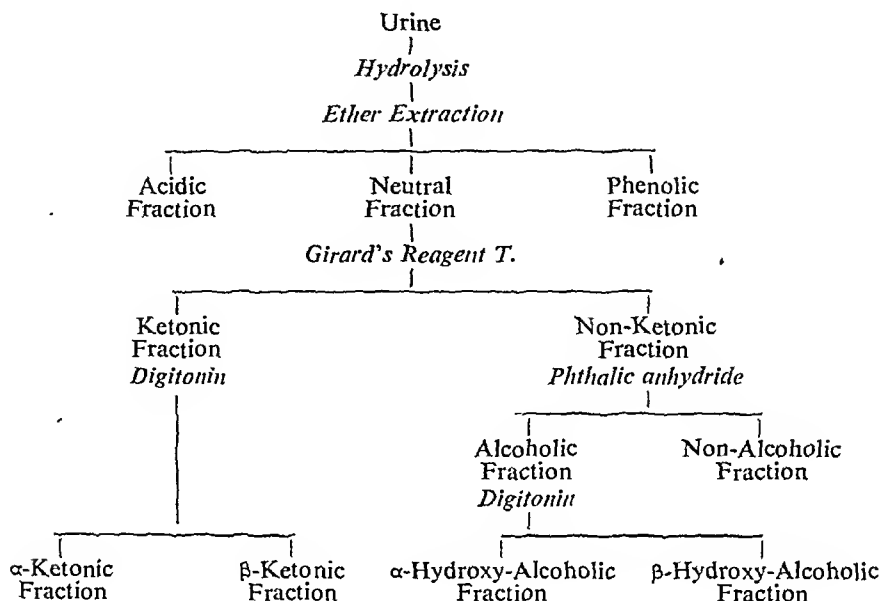 Urine
Hydrolysis
Ether Extraction
Acidic Fraction
Neutral Fraction
Phenolic Fraction
Girard's Reagent T.
Ketonic Fraction
Digitonin
Non-Ketonic Fraction
Phthalic anhydride
Alcoholic Fraction
Digitonin
Non-Alcoholic Fraction
α-Ketonic Fraction
β-Ketonic Fraction
α-Hydroxy-Alcoholic Fraction
β-Hydroxy-Alcoholic Fraction